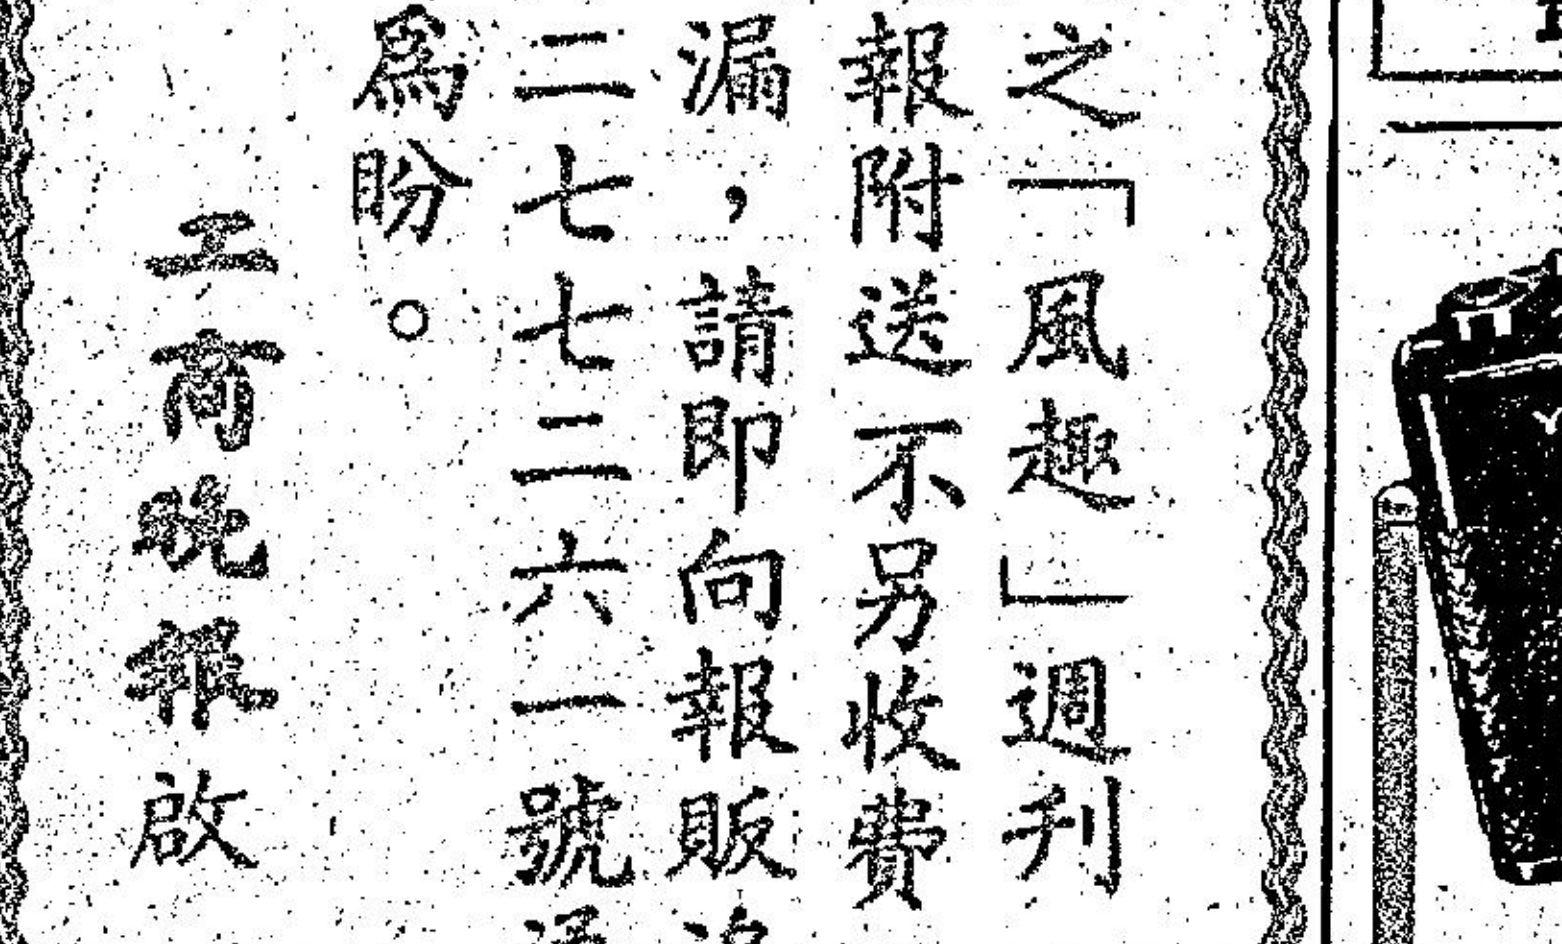 之「風趣」週刋
報附送不另收費
漏，請即向報販
二七七二六一號
爲盼。
工商晚報啟